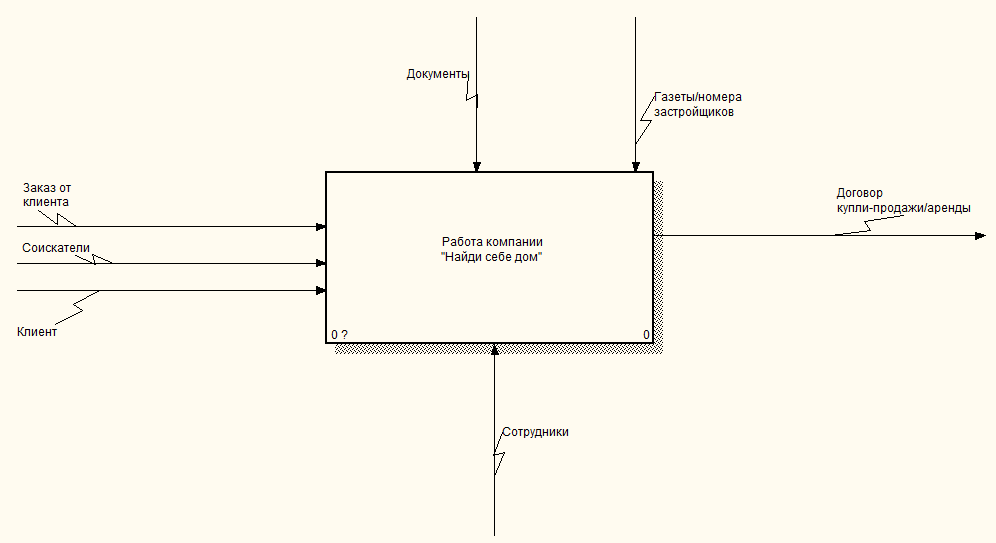 Документы
Газеты/номера
застройщиков
Заказ от
клиента
Договор
купли-продажи/аренды
Соискатели
Работа компании
"Найди себе дом"
Клиент
0 ?
0
Сотрудники